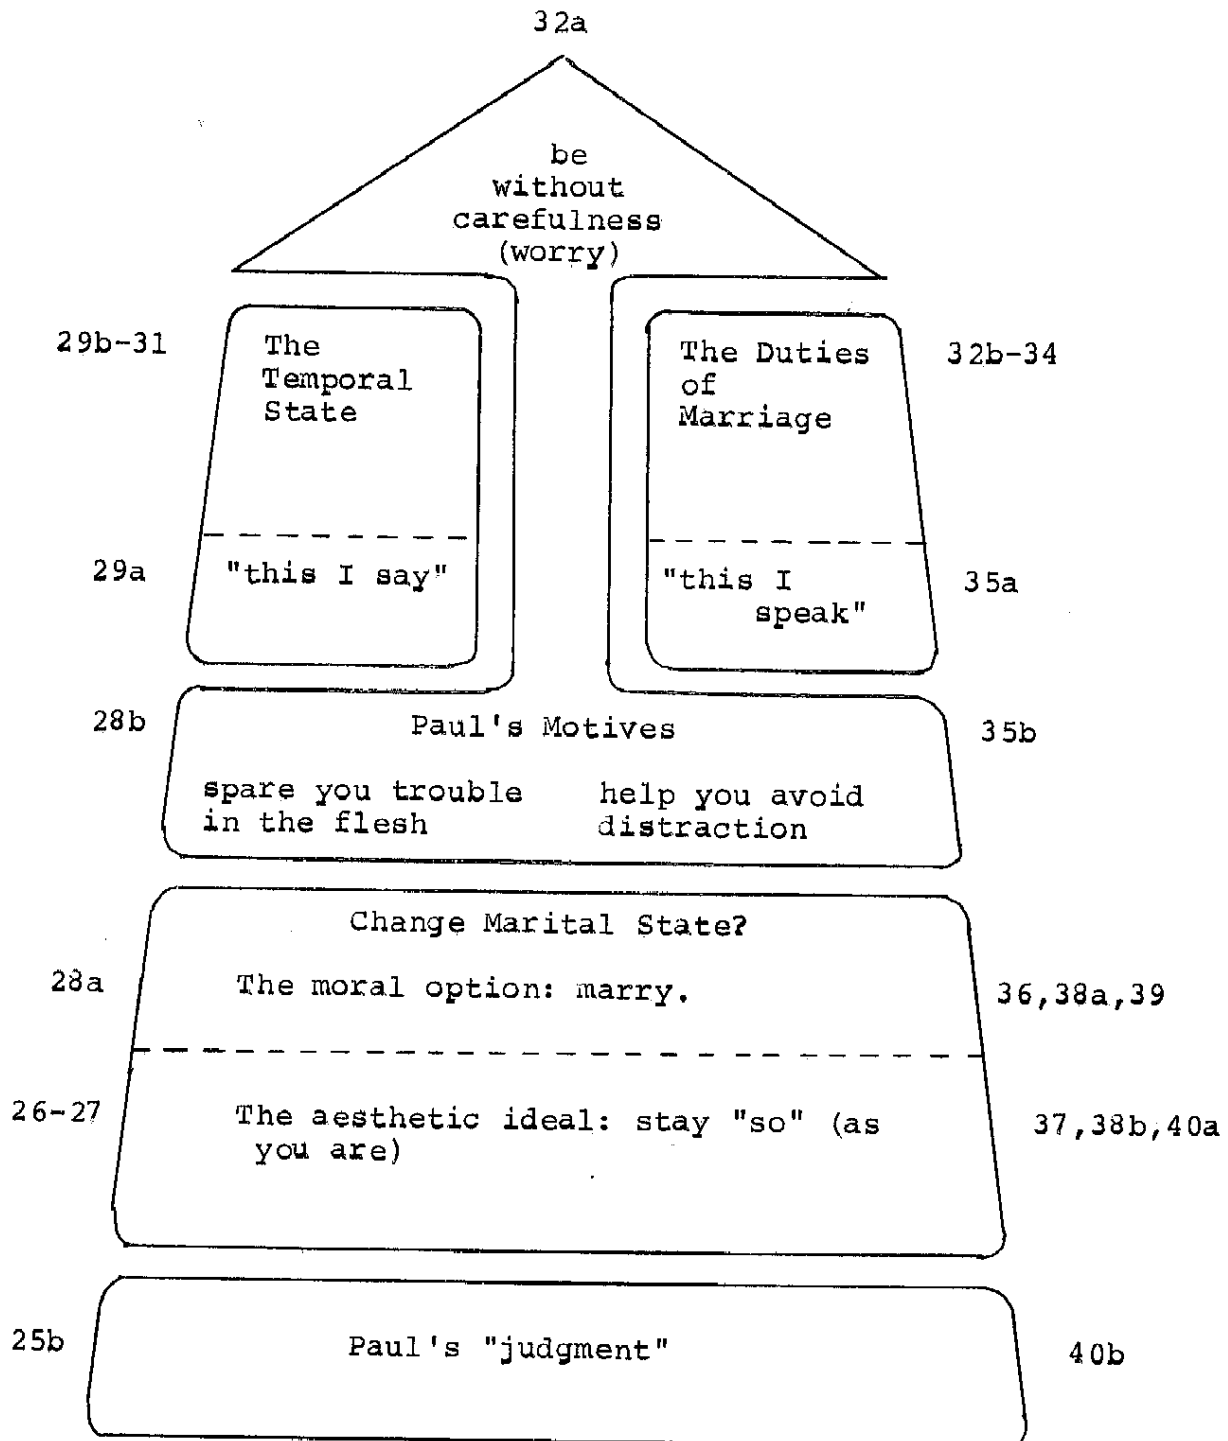 32a
be
without
carefulness
(worry)
29b-31
The
Temporal
State
The Duties
of
Marriage
32b-34
29a
"this I say"
"this I
speak"
35a
28b
Paul's Motives
35b
spare you trouble
in the flesh
help you avoid
distraction
Change Marital State?
28a
The moral option: marry.
36,38a,39
26-27
The aesthetic ideal: stay "so" (as
you are)
37,38b,40a
25b
Paul's "judgment"
40b